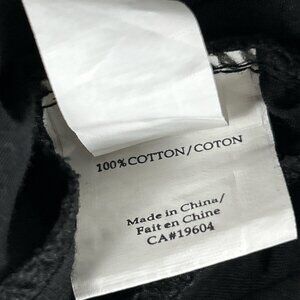 100% COTTON/COTON
Made in China/
Fait en Chine
CA#19604